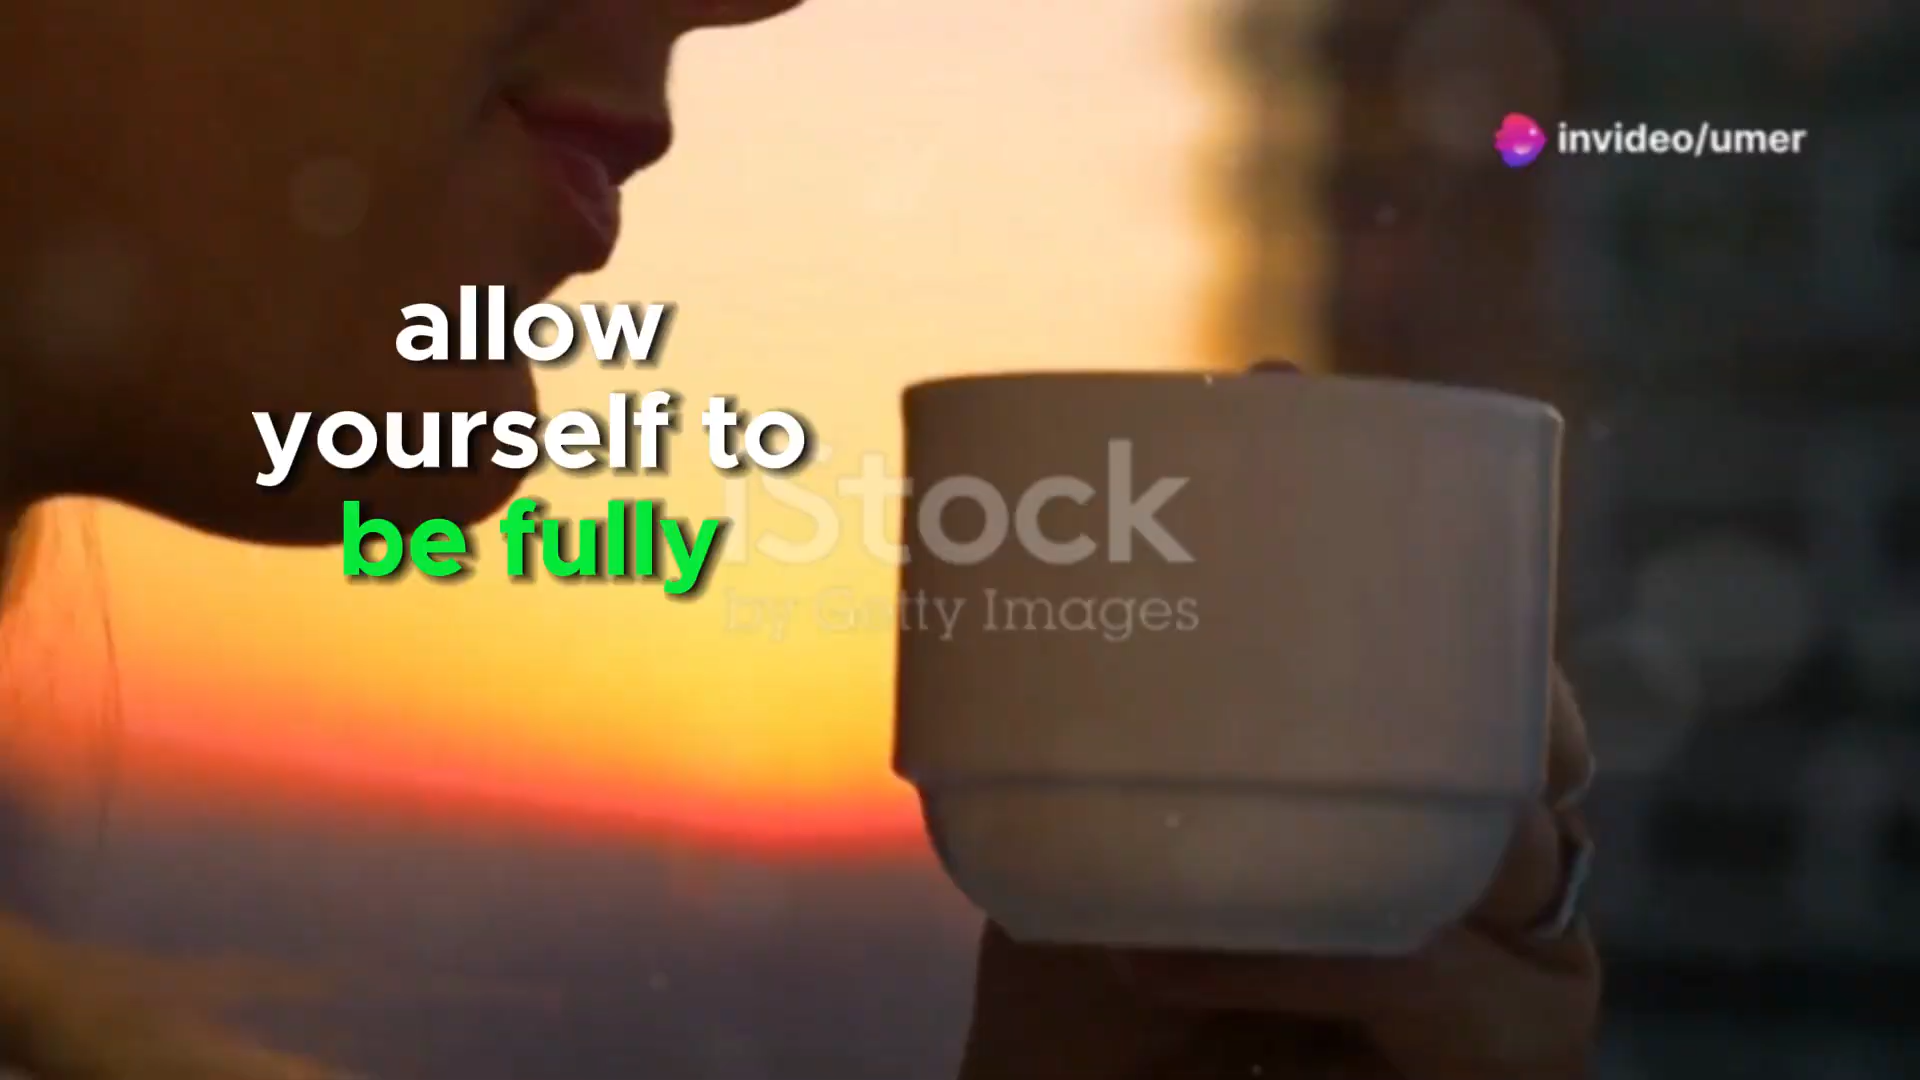 invideo/umer
allow
yourself to
be fully
iStock
by Getty Images